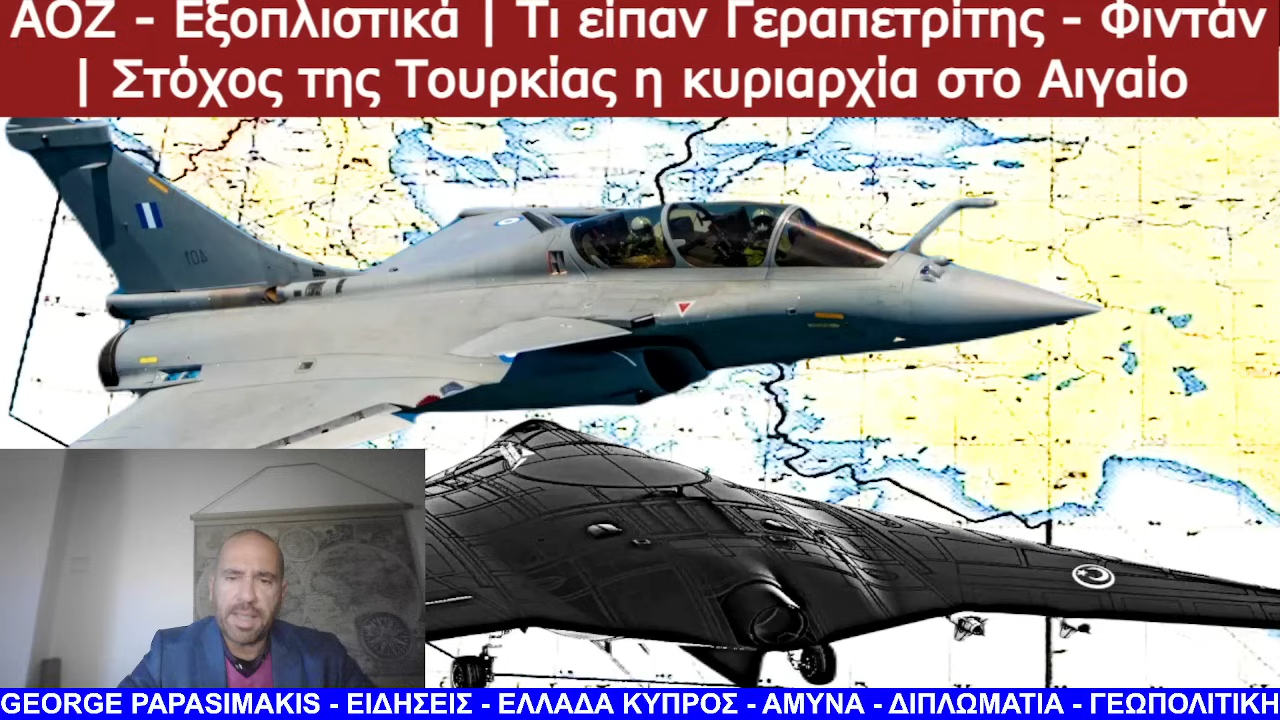 ΑΟΖ - Εξοπλιστικά | Τι είπαν Γεραπετρίτης - Φιντάν
| Στόχος της Τουρκίας η κυριαρχία στο Αιγαίο
GEORGE PAPASIMAKIS - ΕΙΔΗΣΕΙΣ - ΕΛΛΑΔΑ ΚΥΠΡΟΣ - ΑΜΥΝΑ - ΔΙΠΛΩΜΑΤΙΑ - ΓΕΩΠΟΛΙΤΙΚΗ